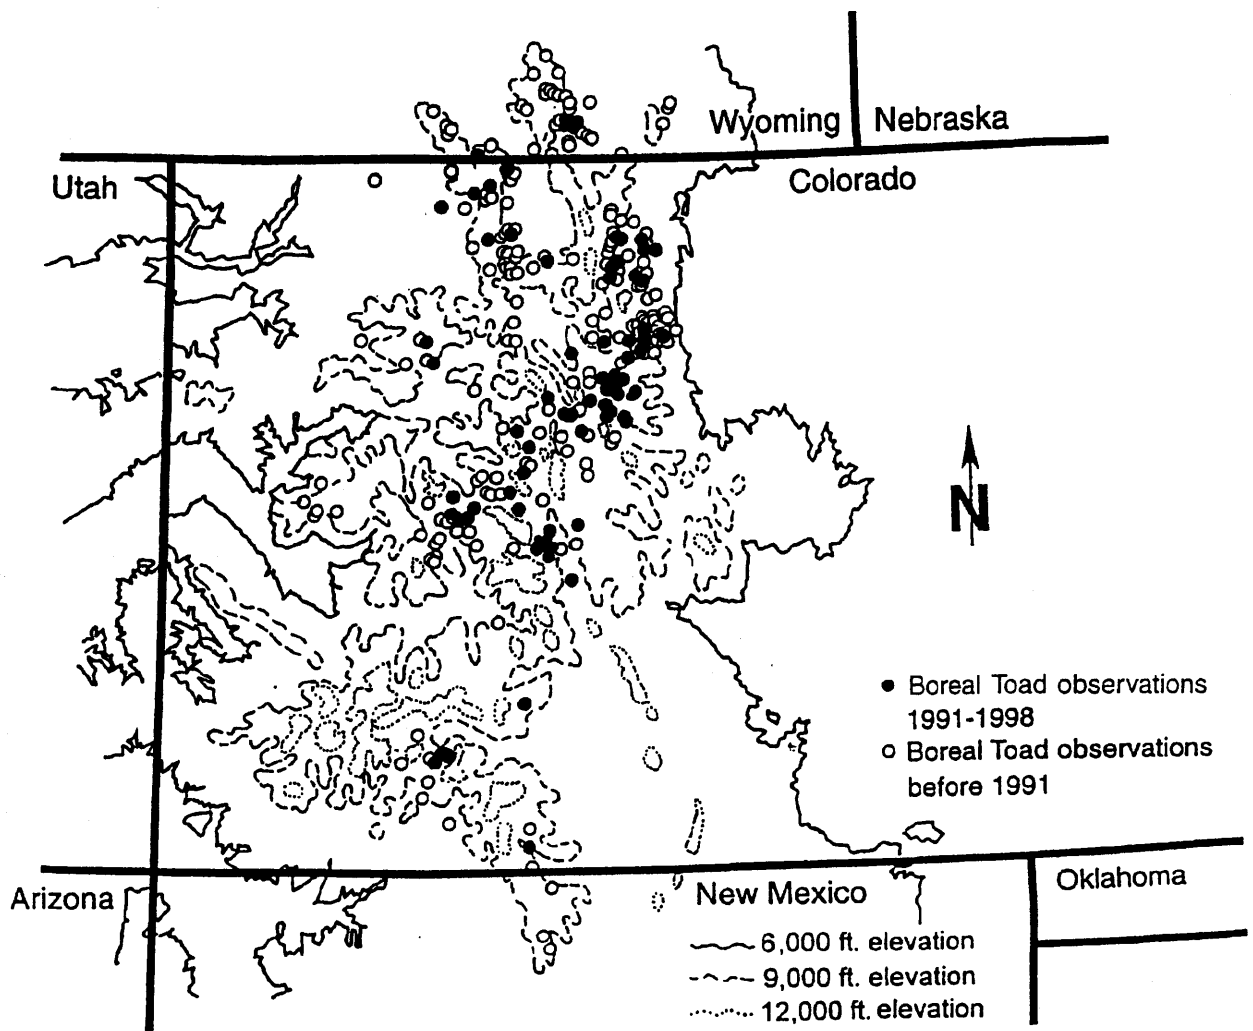 Wyoming
Nebraska
Utah
Colorado
N
Boreal Toad observations
1991-1998
Boreal Toad observations
before 1991
Arizona
New Mexico
Oklahoma
6,000 ft. elevation
9,000 ft. elevation
12,000 ft. elevation